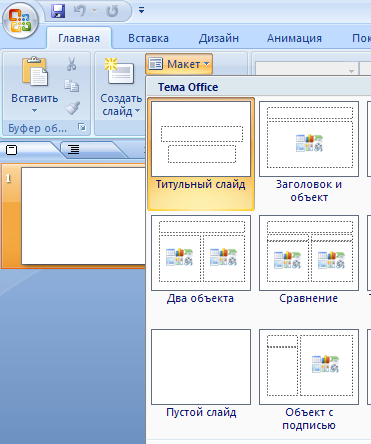 Главная Вставка Дизайн Анимация Пок
Макет
Вставить
Создать
слайд
Буфер об...
Тема Office
1
Титульный слайд
Заголовок и
объект
Два объекта
Сравнение
Пустой слайд
Объект с
подписью